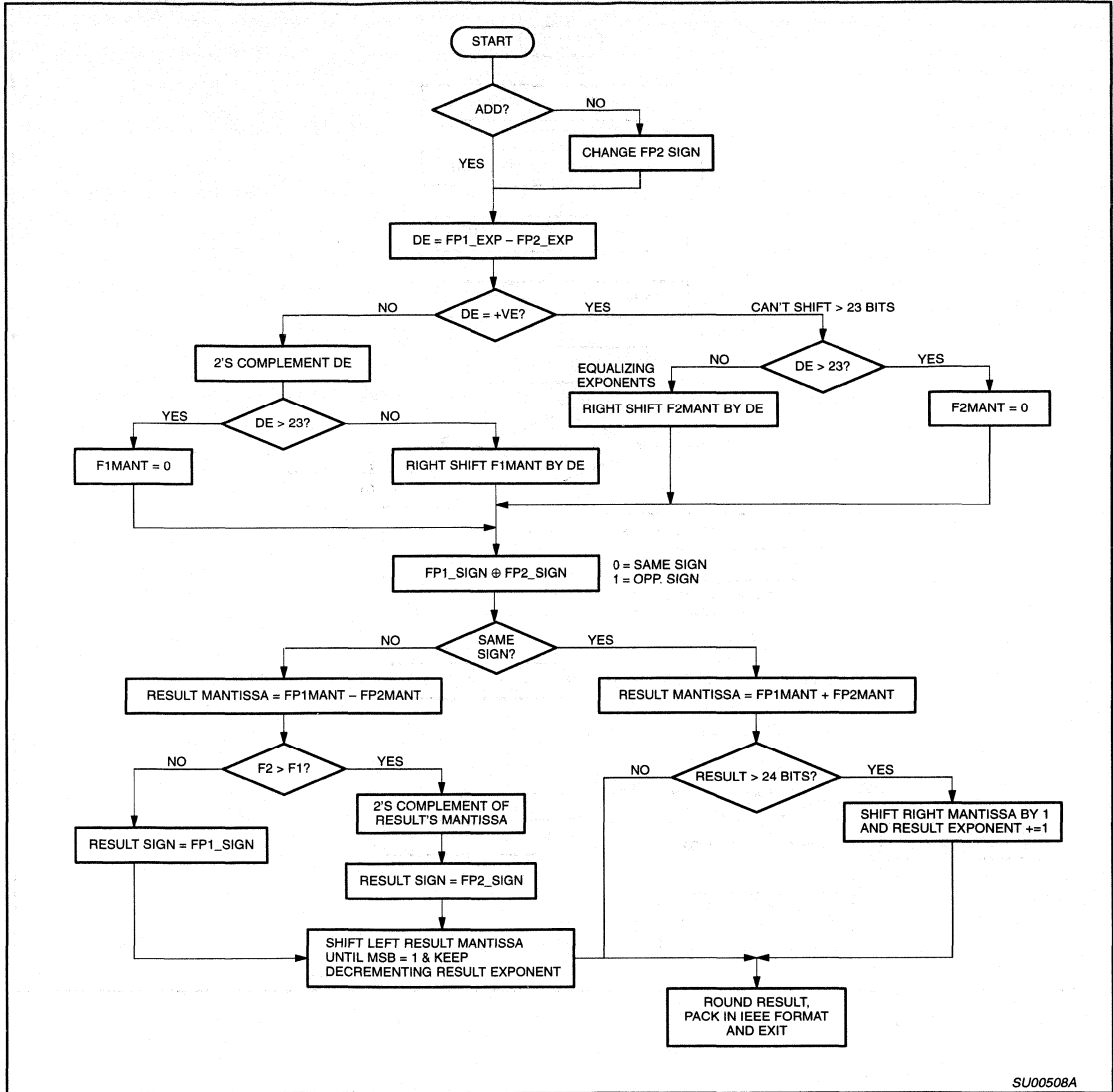 START
ADD?
NO
CHANGE FP2 SIGN
YES
DE = FP1_EXP – FP2_EXP
NO
DE = +VE?
YES
CAN'T SHIFT > 23 BITS
2'S COMPLEMENT DE
EQUALIZING
EXPONENTS
NO
DE > 23?
YES
YES
DE > 23?
NO
RIGHT SHIFT F2MANT BY DE
F2MANT = 0
F1MANT = 0
RIGHT SHIFT F1MANT BY DE
FP1_SIGN ⊕ FP2_SIGN
0 = SAME SIGN
1 = OPP. SIGN
NO
SAME
SIGN?
YES
RESULT MANTISSA = FP1MANT – FP2MANT
RESULT MANTISSA = FP1MANT + FP2MANT
NO
F2 > F1?
YES
NO
RESULT > 24 BITS?
YES
2'S COMPLEMENT OF
RESULT'S MANTISSA
SHIFT RIGHT MANTISSA BY 1
AND RESULT EXPONENT +=1
RESULT SIGN = FP1_SIGN
RESULT SIGN = FP2_SIGN
SHIFT LEFT RESULT MANTISSA
UNTIL MSB = 1 & KEEP
DECREMENTING RESULT EXPONENT
ROUND RESULT,
PACK IN IEEE FORMAT
AND EXIT
SU00508A